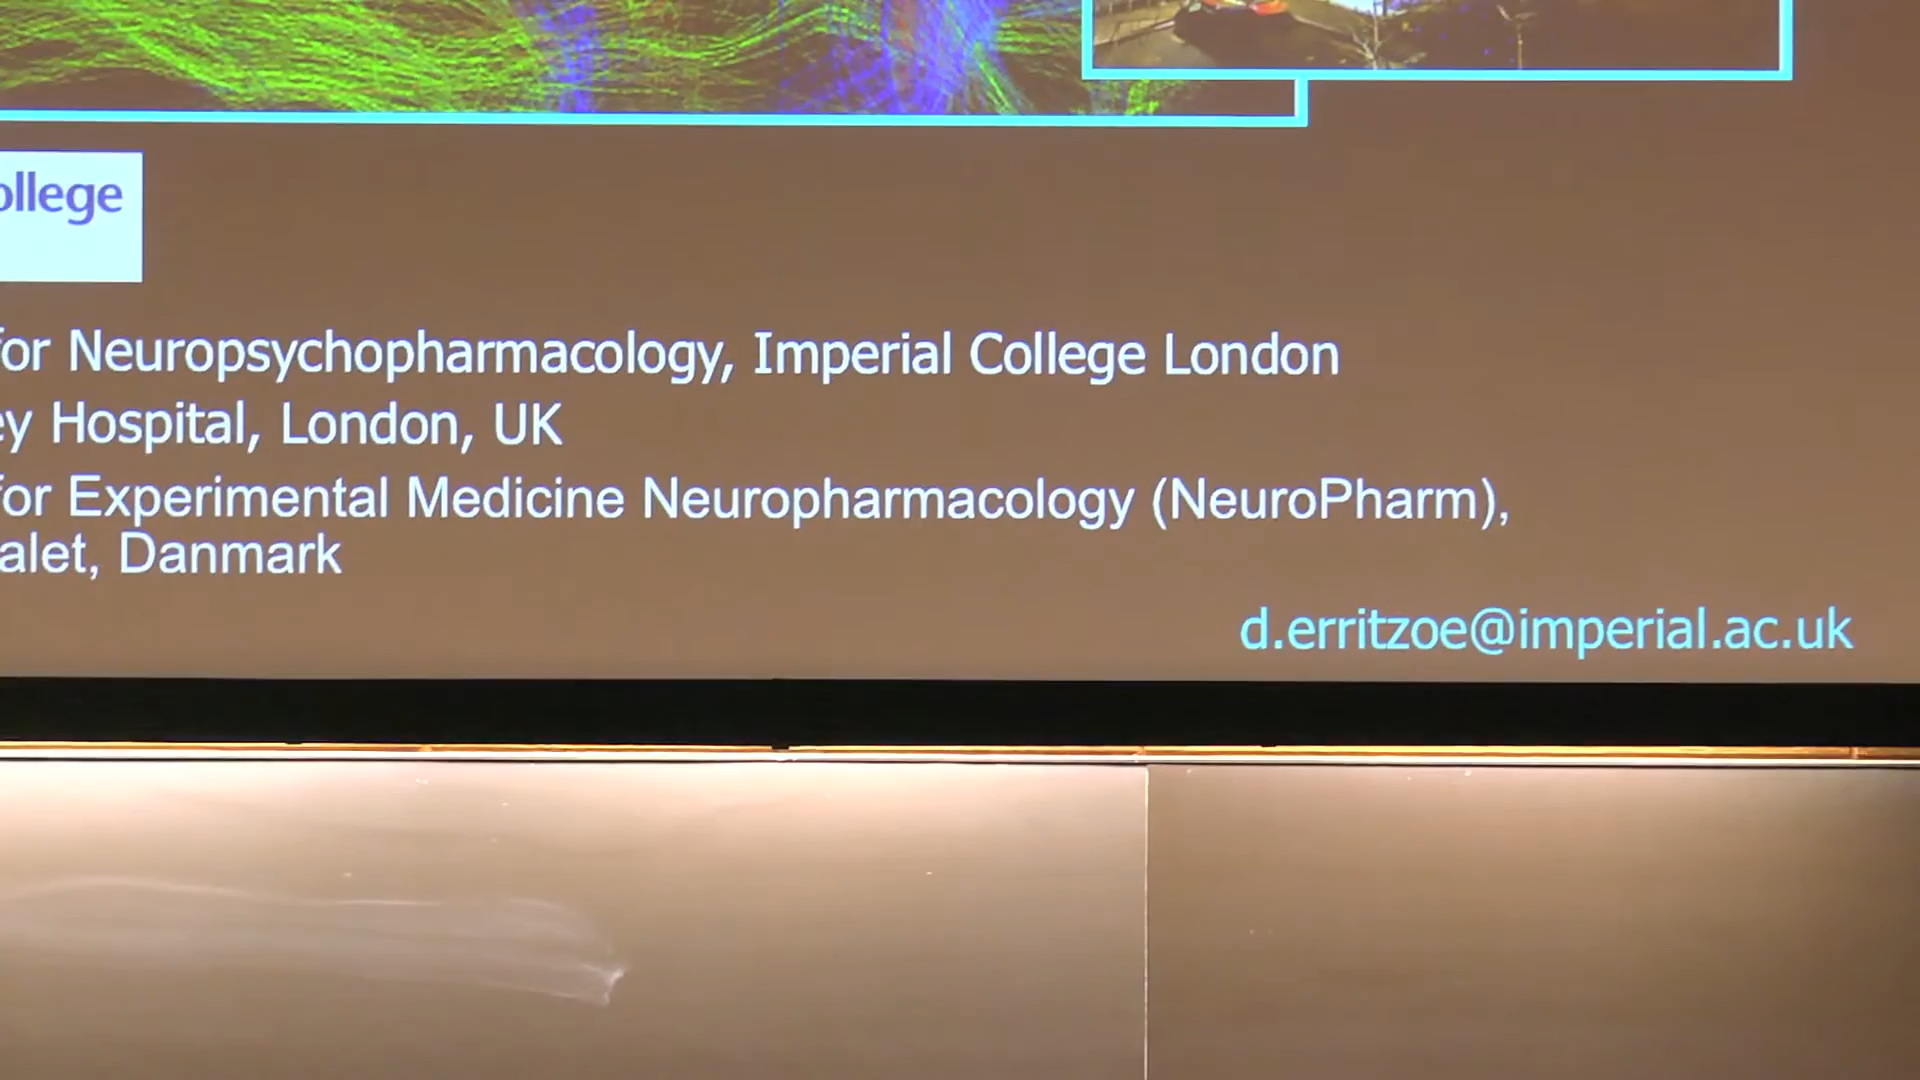 ollege
for Neuropsychopharmacology, Imperial College London
ey Hospital, London, UK
for Experimental Medicine Neuropharmacology (NeuroPharm),
alet, Danmark
d.erritzoe@imperial.ac.uk